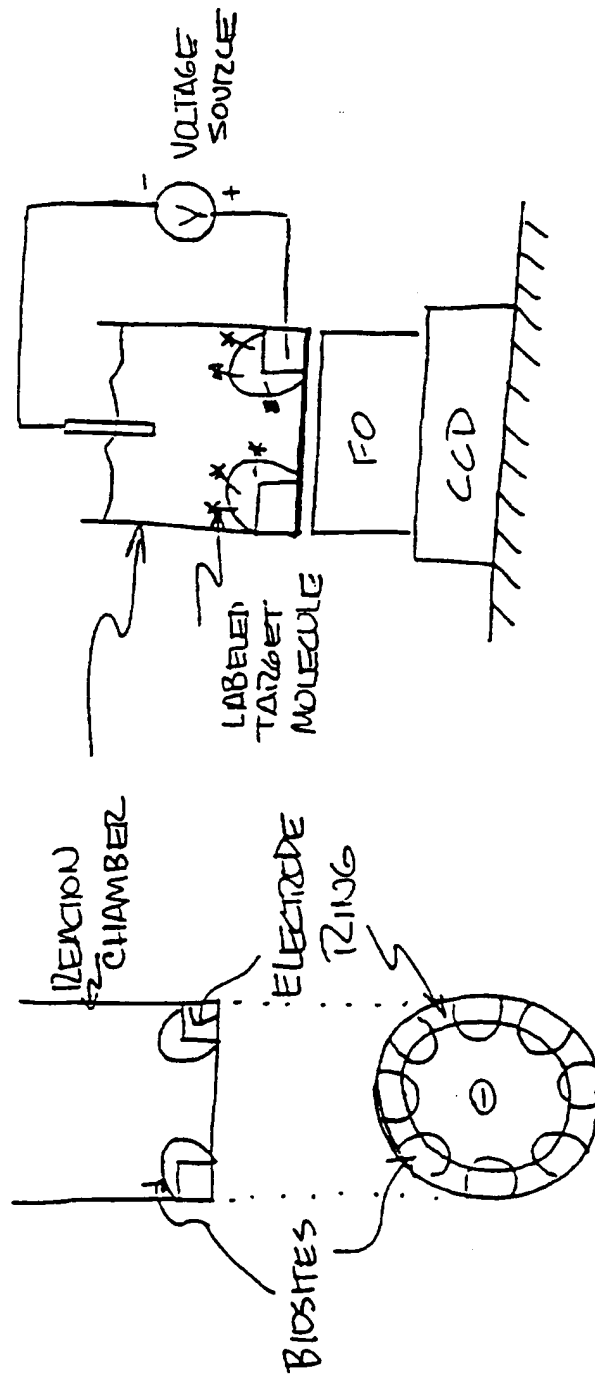 REACTION
CHAMBER
BIOSITES
ELECTRODE
RING
LABELED
TARGET
MOLECULE
-
V
+
VOLTAGE
SOURCE
FO
CCD
-